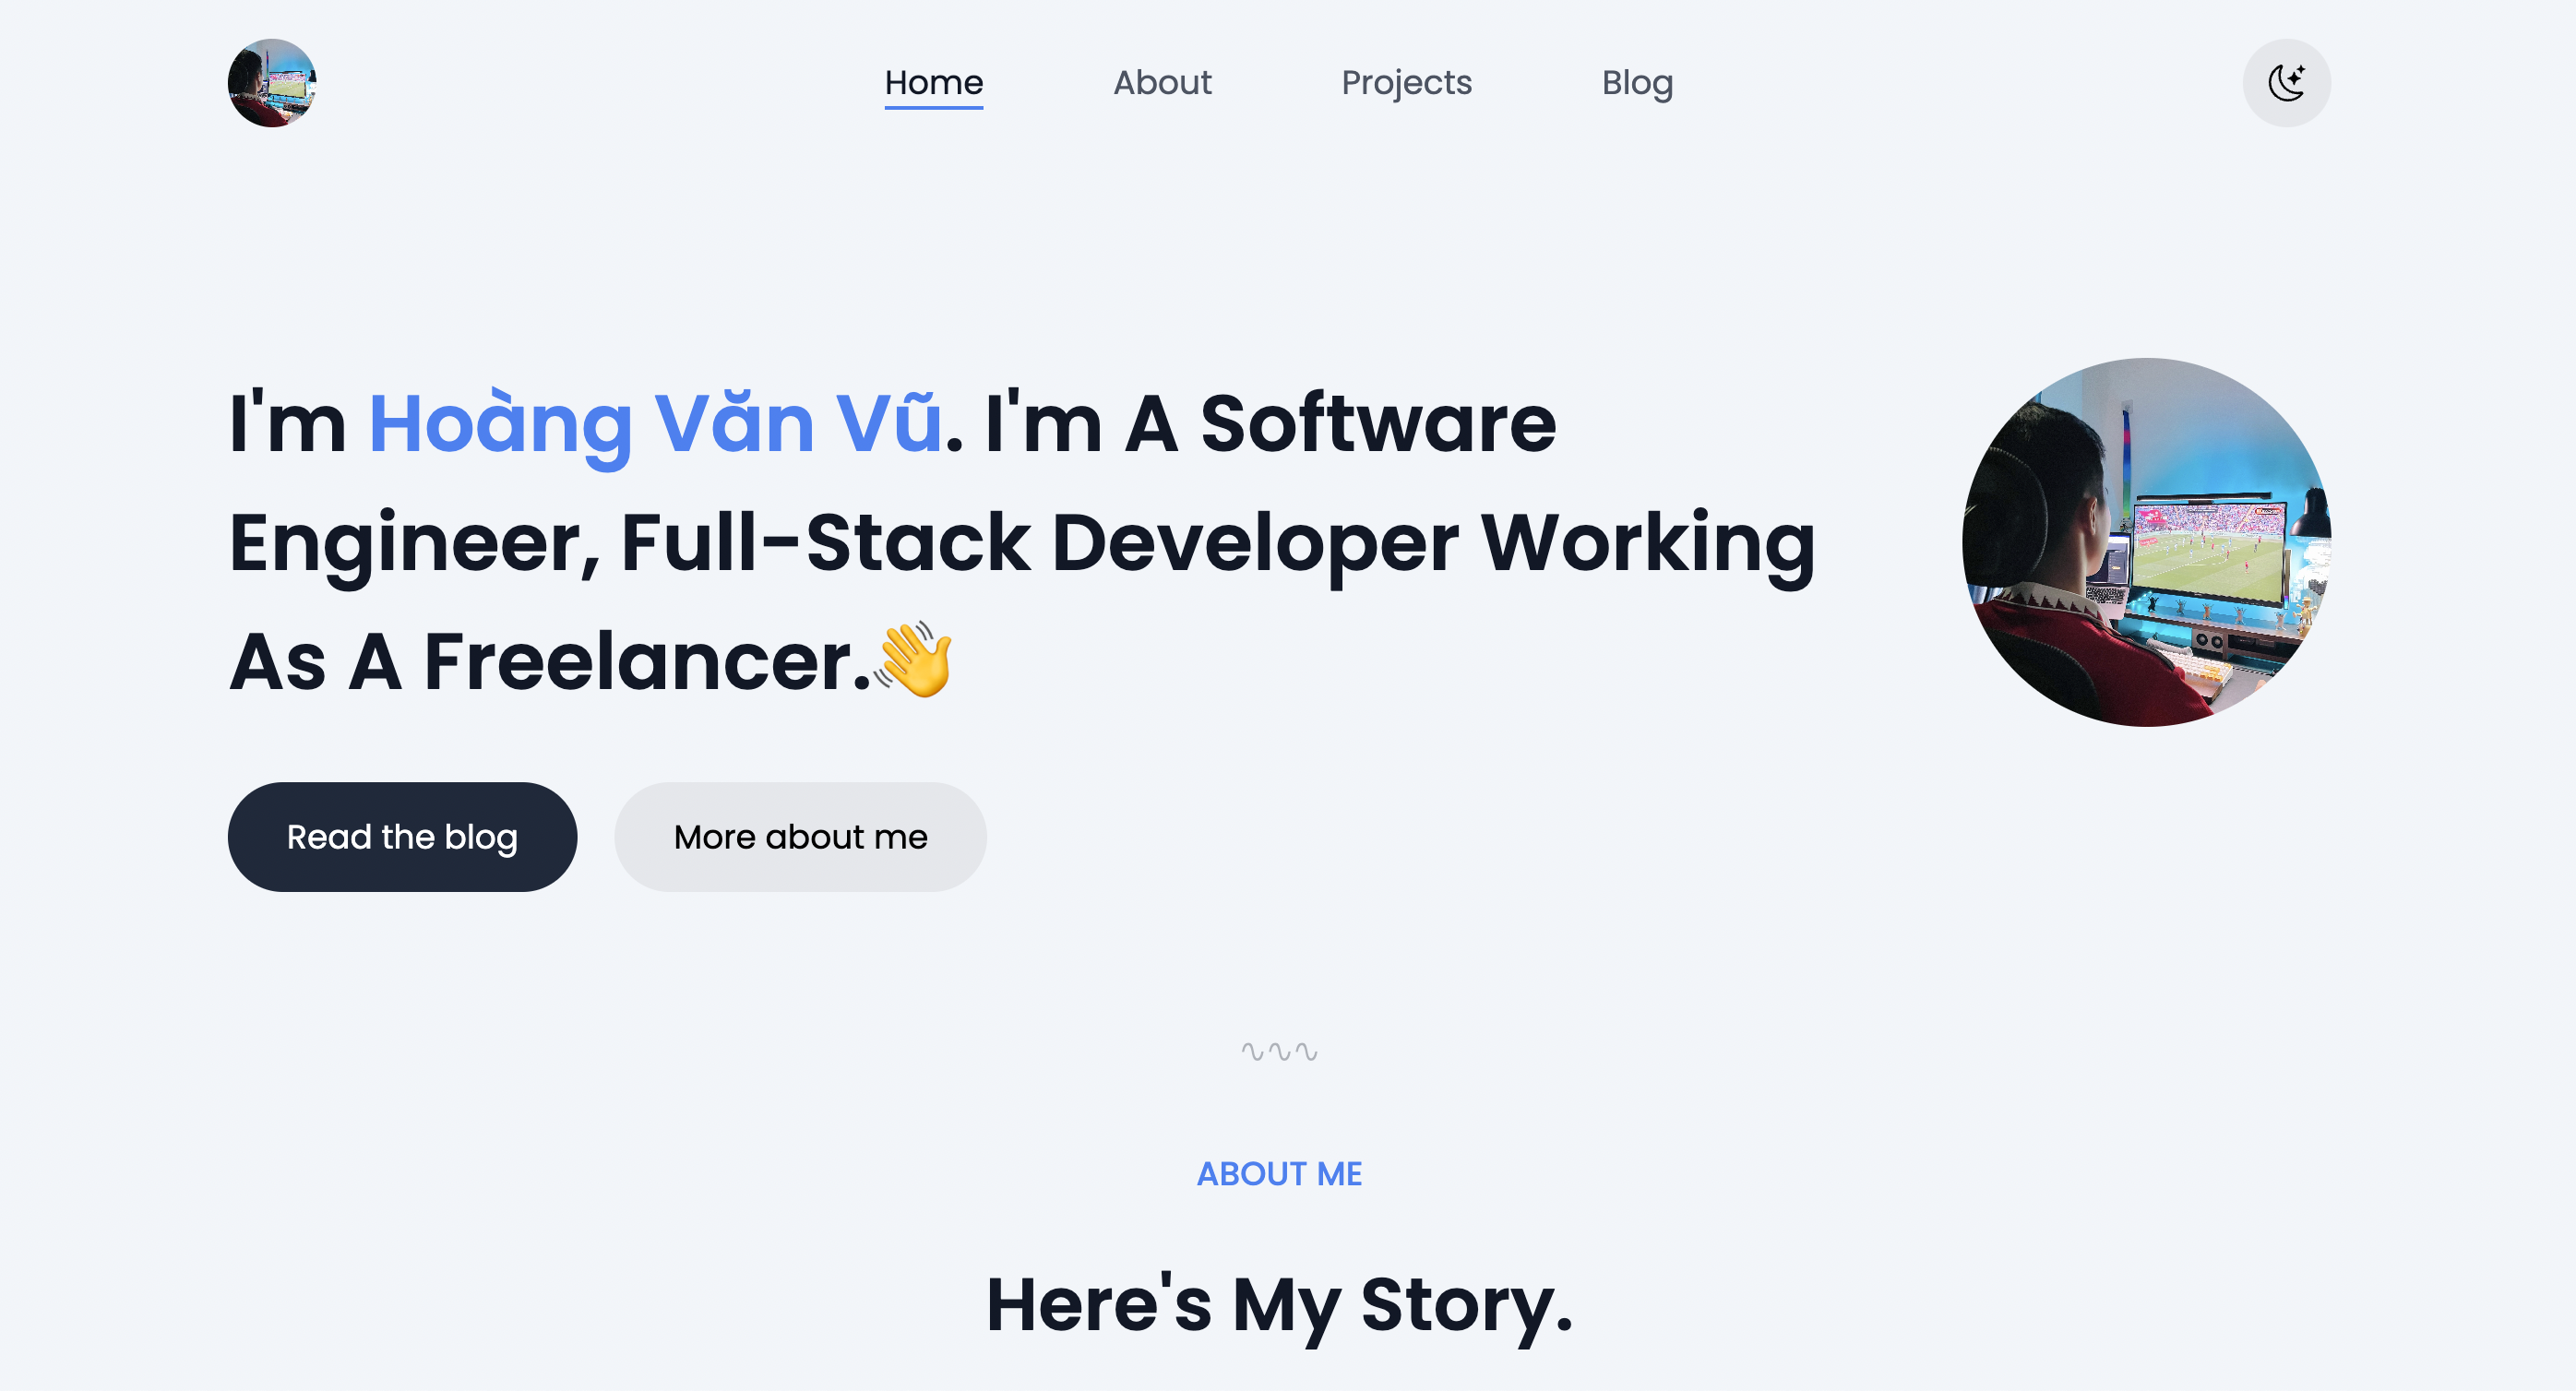 Home About Projects Blog
I'm Hoàng Văn Vũ. I'm A Software
Engineer, Full-Stack Developer Working
As A Freelancer.👋
Read the blog More about me
ABOUT ME
Here's My Story.